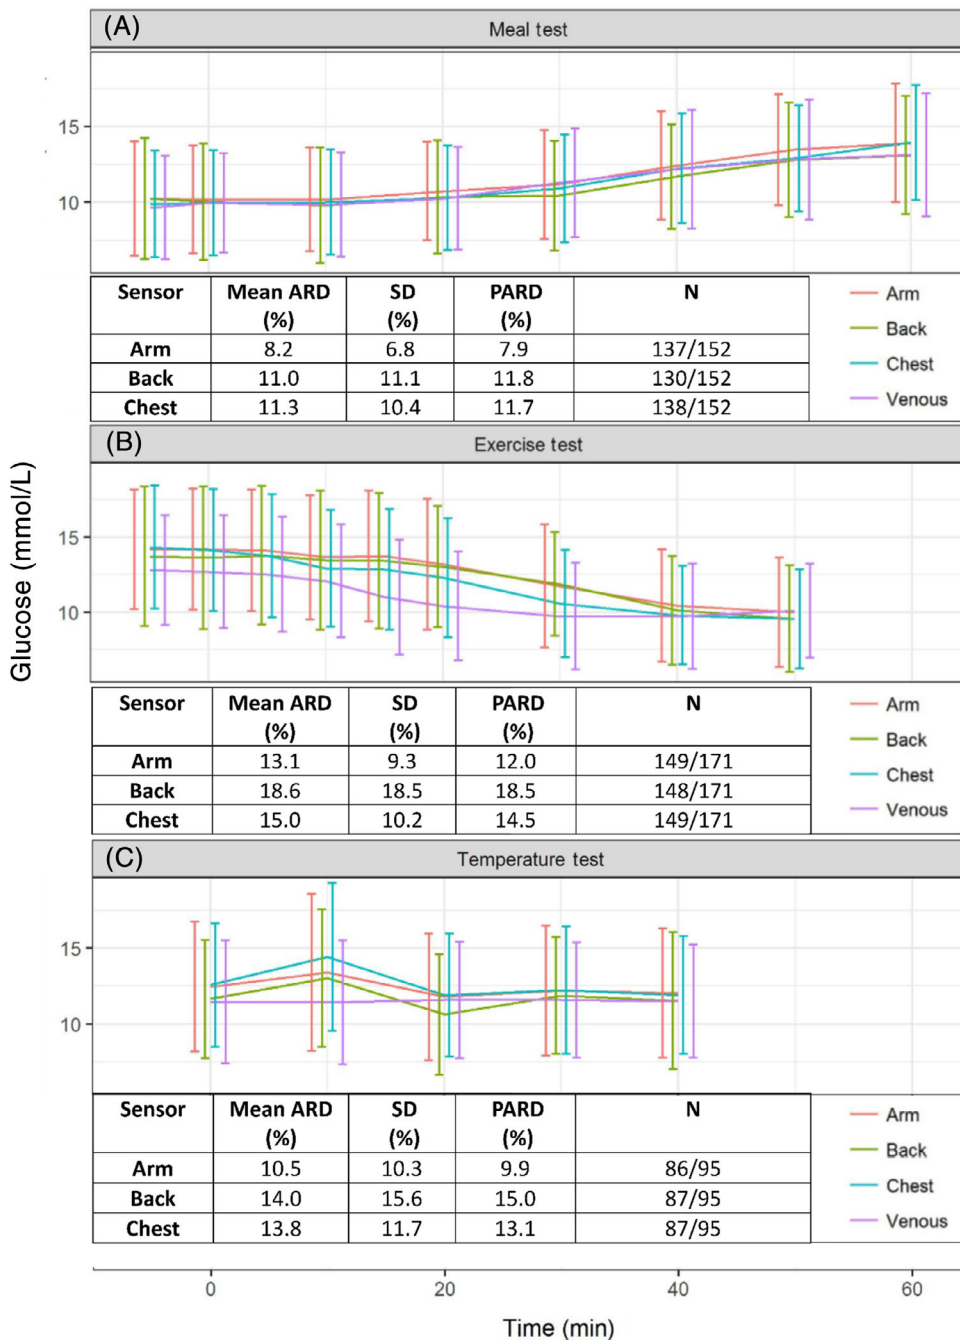 (A)
Meal test
15
10
Sensor Mean ARD (%) SD (%) PARD (%) N
Arm 8.2 6.8 7.9 137/152
Back 11.0 11.1 11.8 130/152
Chest 11.3 10.4 11.7 138/152
Arm
Back
Chest
Venous
(B)
Exercise test
Glucose (mmol/L)
15
10
Sensor Mean ARD (%) SD (%) PARD (%) N
Arm 13.1 9.3 12.0 149/171
Back 18.6 18.5 18.5 148/171
Chest 15.0 10.2 14.5 149/171
Arm
Back
Chest
Venous
(C)
Temperature test
15
10
Sensor Mean ARD (%) SD (%) PARD (%) N
Arm 10.5 10.3 9.9 86/95
Back 14.0 15.6 15.0 87/95
Chest 13.8 11.7 13.1 87/95
Arm
Back
Chest
Venous
0 20 40 60
Time (min)